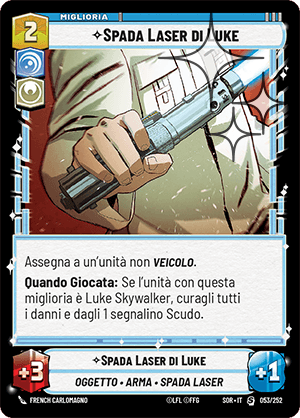 MIGLIORIA
2
✧Spada Laser di Luke
Assegna a un'unità non VEICOLO.
Quando Giocata: Se l'unità con questa
miglioria è Luke Skywalker, curagli tutti
i danni e dagli 1 segnalino Scudo.
✧Spada Laser di Luke
+3
+1
OGGETTO • ARMA • SPADA LASER
FRENCH CARLOMAGNO
©LFL ©FFG
SOR • IT
053/252